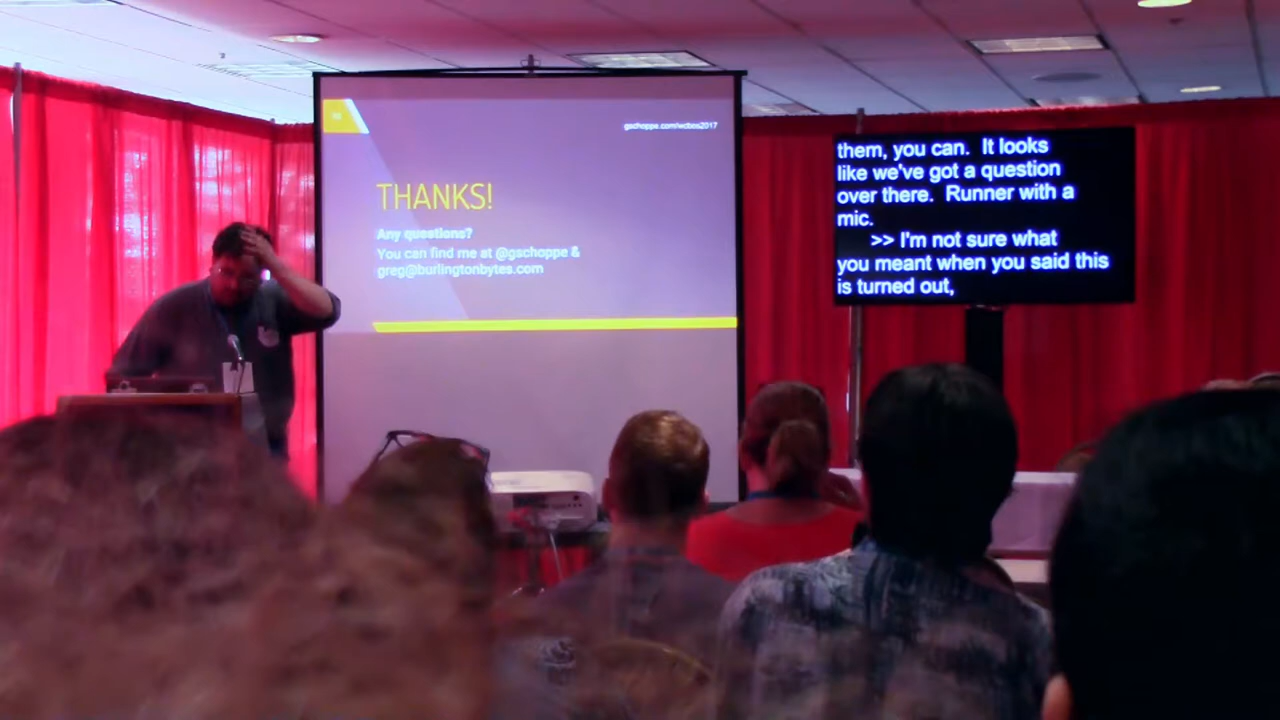 gschoppe.com/wcbos2017
THANKS!
Any questions?
You can find me at @gschoppe &
greg@burlingtonbytes.com
them, you can. It looks
like we've got a question
over there. Runner with a
mic.
>> I'm not sure what
you meant when you said this
is turned out,